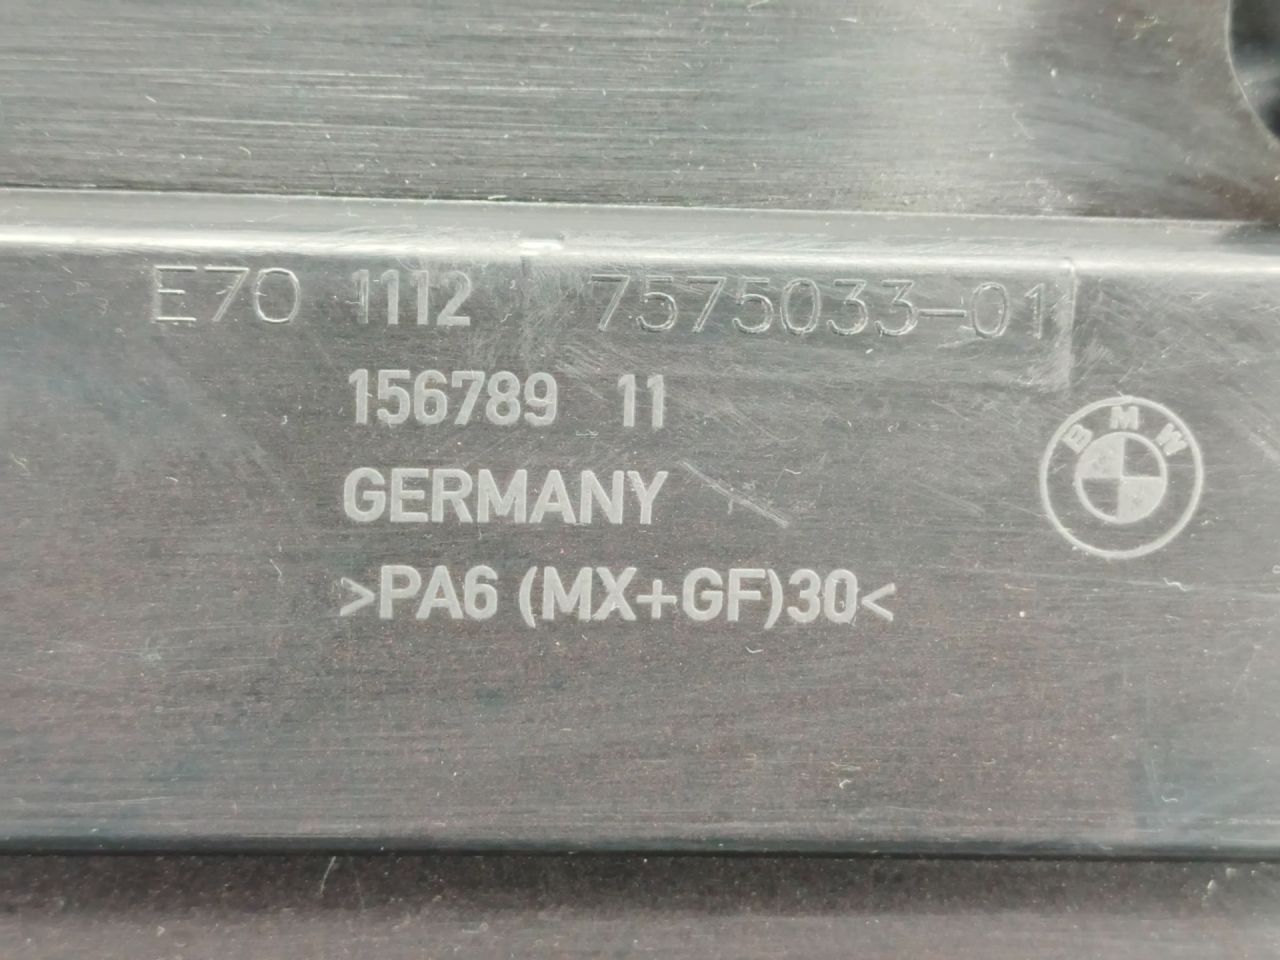 E70 1112 7575033-01
156789 11
GERMANY
>PA6 (MX+GF)30<
BMW